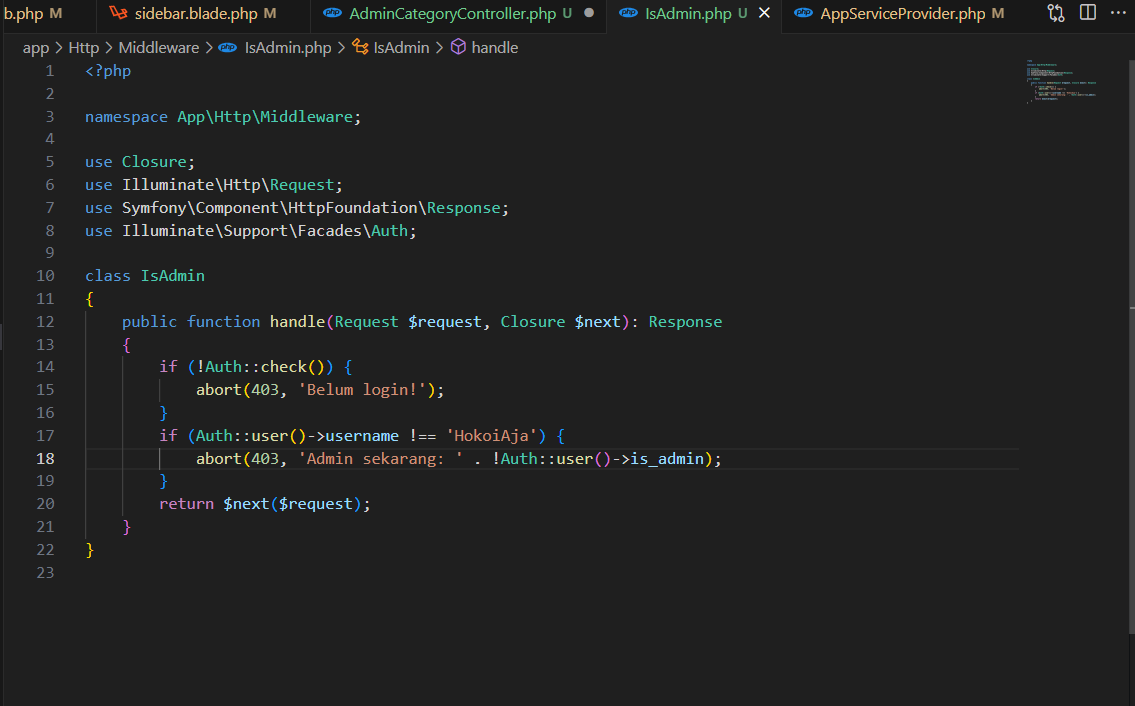 b.php M sidebar.blade.php M AdminCategoryController.php U IsAdmin.php U AppServiceProvider.php M
app > Http > Middleware > IsAdmin.php > IsAdmin > handle
1 <?php
2
3 namespace App\Http\Middleware;
4
5 use Closure;
6 use Illuminate\Http\Request;
7 use Symfony\Component\HttpFoundation\Response;
8 use Illuminate\Support\Facades\Auth;
9
10 class IsAdmin
11 {
12     public function handle(Request $request, Closure $next): Response
13     {
14         if (!Auth::check()) {
15             abort(403, 'Belum login!');
16         }
17         if (Auth::user()->username !== 'HokoiAja') {
18             abort(403, 'Admin sekarang: ' . !Auth::user()->is_admin);
19         }
20         return $next($request);
21     }
22 }
23